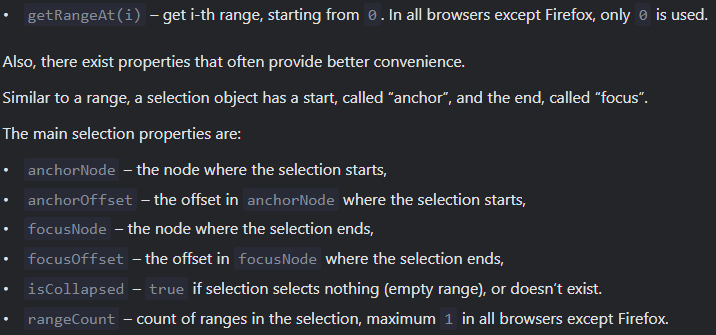 • getRangeAt(i) – get i-th range, starting from 0. In all browsers except Firefox, only 0 is used.
Also, there exist properties that often provide better convenience.
Similar to a range, a selection object has a start, called “anchor”, and the end, called “focus”.
The main selection properties are:
• anchorNode – the node where the selection starts,
• anchorOffset – the offset in anchorNode where the selection starts,
• focusNode – the node where the selection ends,
• focusOffset – the offset in focusNode where the selection ends,
• isCollapsed – true if selection selects nothing (empty range), or doesn’t exist.
• rangeCount – count of ranges in the selection, maximum 1 in all browsers except Firefox.